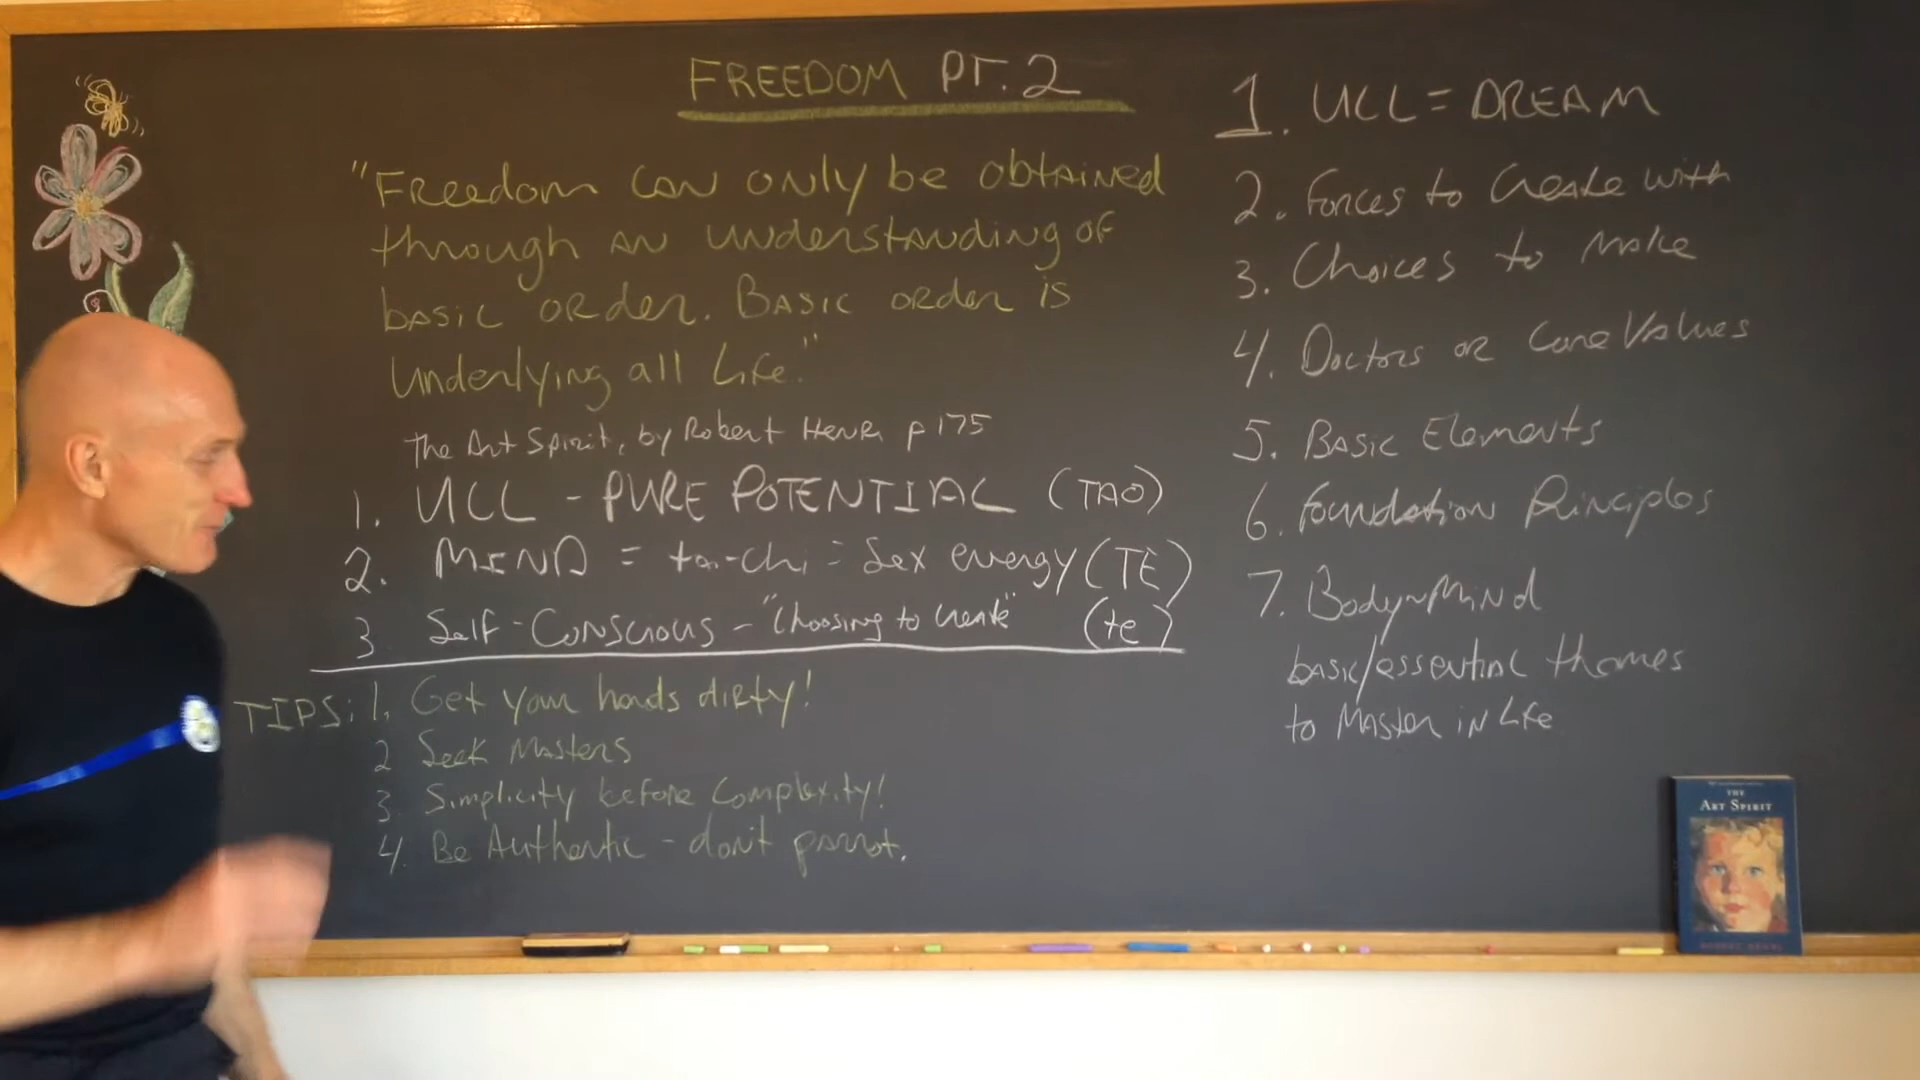 FREEDOM PT. 2
"Freedom can only be obtained
through an understanding of
basic order. Basic order is
underlying all Life."
The Art Spirit, by Robert Henri p 175
1. UCL - PURE POTENTIAL (TAO)
2. MIND = tai-chi = Sex energy (TE)
3. Self-Conscious - "Choosing to Create" (te)
TIPS: 1. Get your hands dirty!
2 Seek Masters
3. Simplicity before Complexity!
4. Be Authentic - don't parrot.
1. UCL = DREAM
2. Forces to Create with
3. Choices to Make
4. Doctors or Core Values
5. Basic Elements
6. Foundation Principles
7. Body-n-Mind
basic/essential themes
to Master in Life
THE
ART SPIRIT
ROBERT HENRI